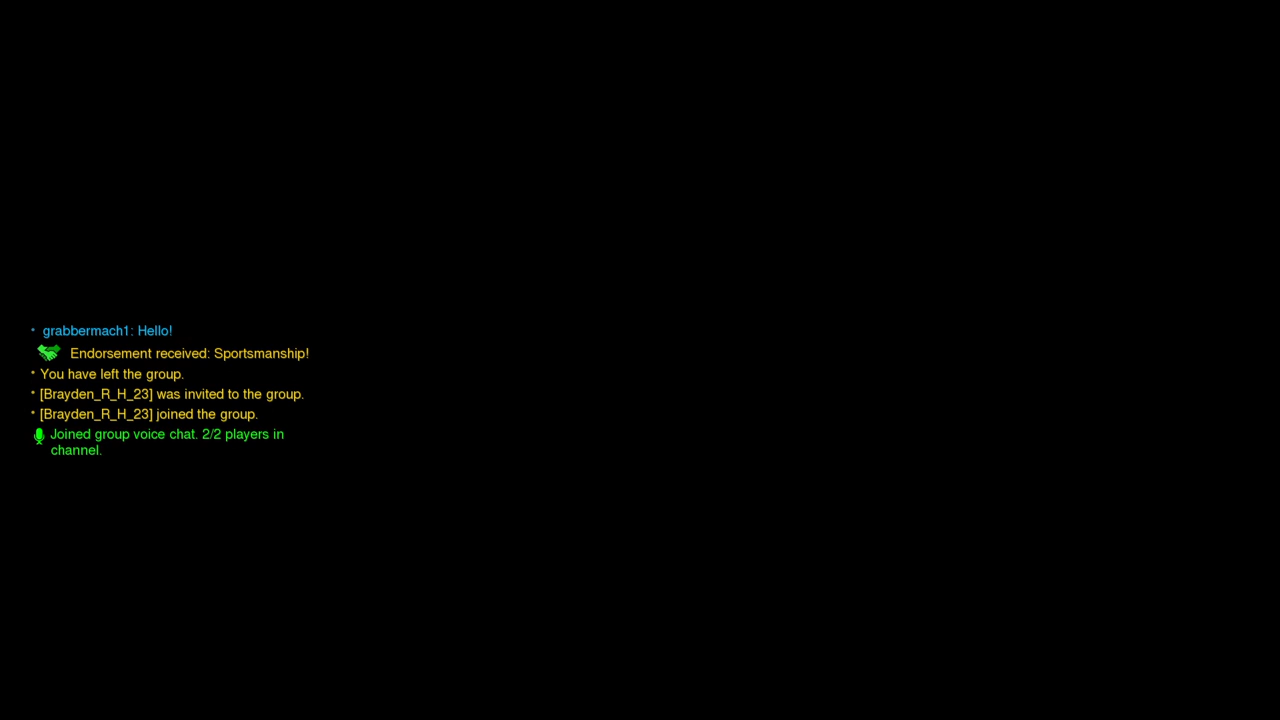 * grabbermach1: Hello!
Endorsement received: Sportsmanship!
* You have left the group.
* [Brayden_R_H_23] was invited to the group.
* [Brayden_R_H_23] joined the group.
Joined group voice chat. 2/2 players in
channel.